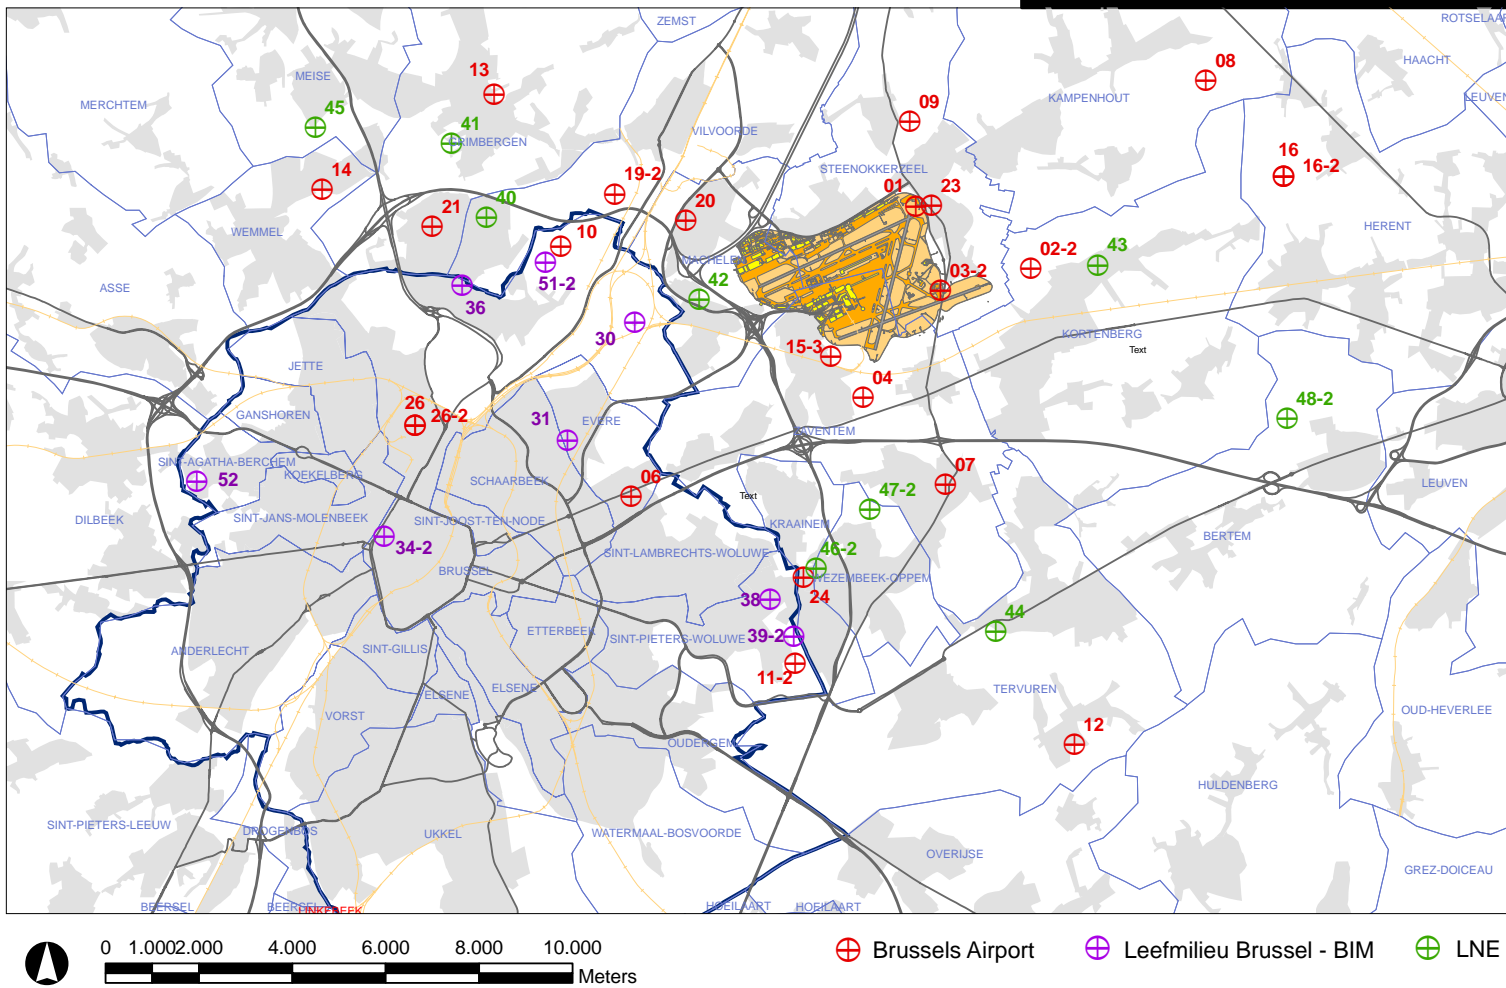 ZEMST
ROTSELAAR
HAACHT
MEISE
13
08
MERCHTEM
KAMPENHOUT
LEUVEN
45
41
09
GRIMBERGEN
VILVOORDE
14
19-2
STEENOKKERZEEL
16
16-2
40
20
01
23
21
WEMMEL
10
HERENT
02-2
43
MACHELEN
42
ASSE
36
51-2
03-2
30
KORTENBERG
Text
15-3
JETTE
04
26
26-2
GANSHOREN
31
EVERE
48-2
ZAVENTEM
SINT-AGATHA-BERCHEM
KOEKELBERG
52
SCHAARBEEK
06
07
LEUVEN
47-2
Text
DILBEEK
SINT-JANS-MOLENBEEK
SINT-JOOST-TEN-NODE
KRAAINEM
BERTEM
34-2
SINT-LAMBRECHTS-WOLUWE
46-2
BRUSSEL
WEZEMBEEK-OPPEM
38
24
44
ETTERBEEK
SINT-PIETERS-WOLUWE
39-2
ANDERLECHT
SINT-GILLIS
11-2
ELSENE
ELSENE
TERVUREN
VORST
OUD-HEVERLEE
12
OUDERGEM
HULDENBERG
SINT-PIETERS-LEEUW
DROGENBOS
UKKEL
WATERMAAL-BOSVOORDE
OVERIJSE
GREZ-DOICEAU
BEERSEL
BEERSEL
LINKEBEEK
HOEILAART
HOEILAART
0 1.000 2.000 4.000 6.000 8.000 10.000
Meters
Brussels Airport
Leefmilieu Brussel - BIM
LNE